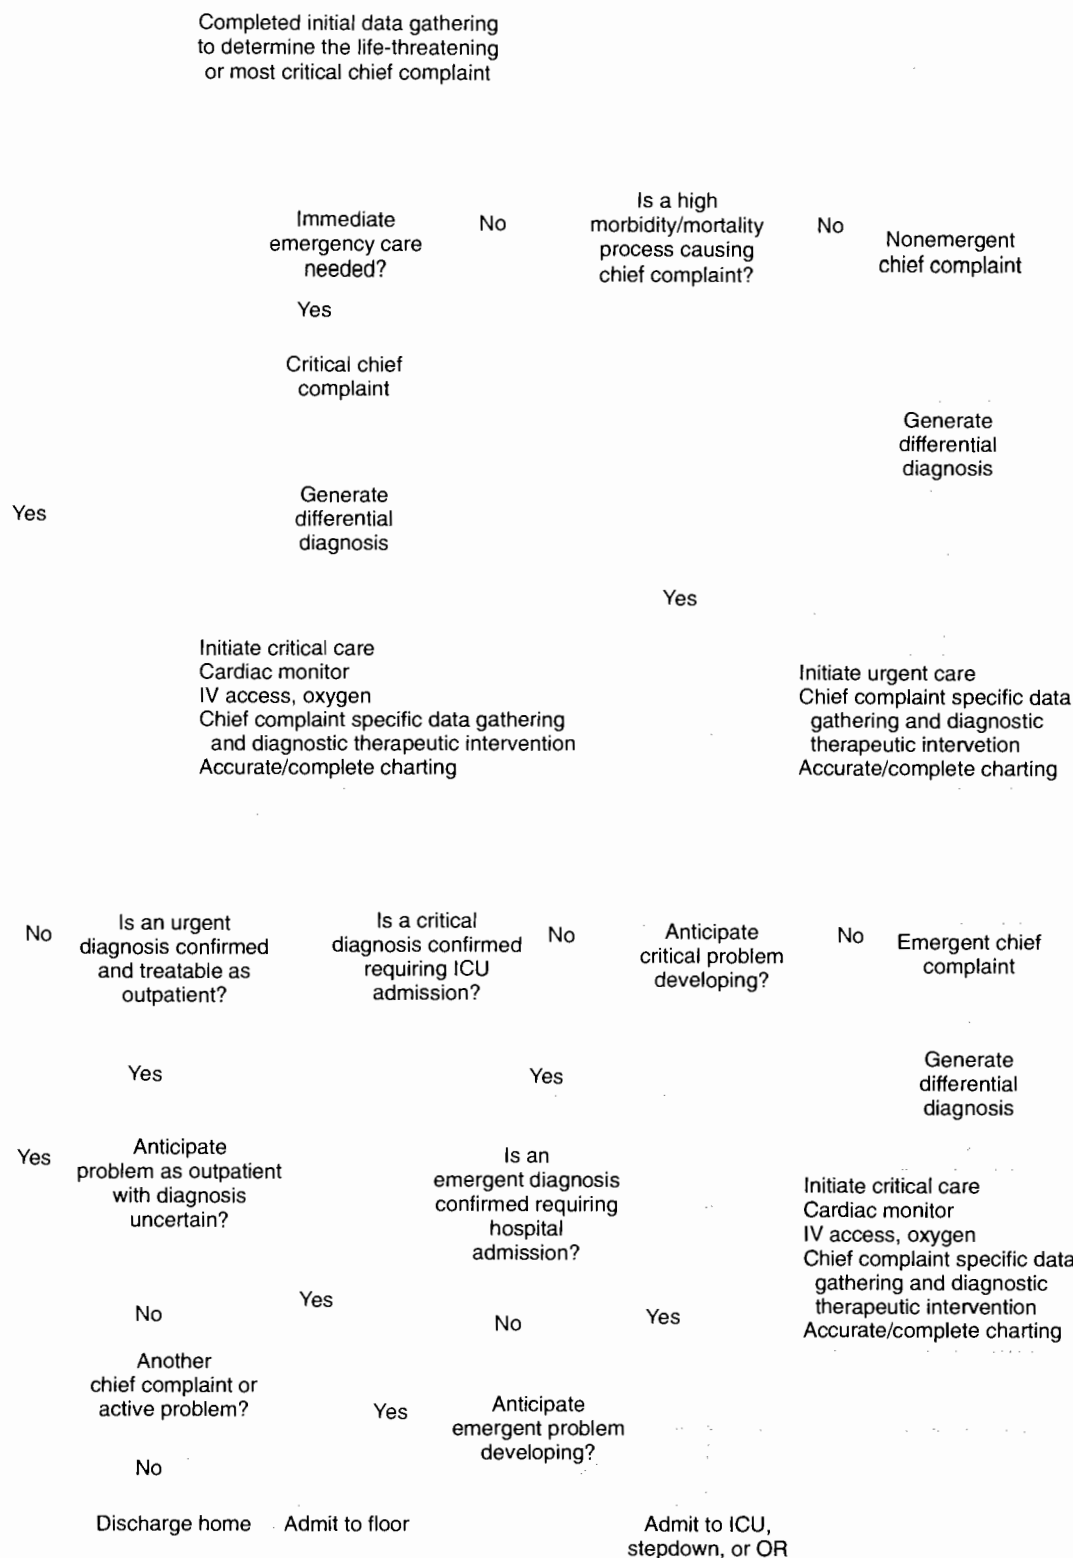 Completed initial data gathering
to determine the life-threatening
or most critical chief complaint
Immediate
emergency care
needed?
No
Is a high
morbidity/mortality
process causing
chief complaint?
No
Nonemergent
chief complaint
Yes
Critical chief
complaint
Generate
differential
diagnosis
Yes
Generate
differential
diagnosis
Yes
Initiate critical care
Cardiac monitor
IV access, oxygen
Chief complaint specific data gathering
and diagnostic therapeutic intervention
Accurate/complete charting
Initiate urgent care
Chief complaint specific data
gathering and diagnostic
therapeutic intervetion
Accurate/complete charting
No
Is an urgent
diagnosis confirmed
and treatable as
outpatient?
Is a critical
diagnosis confirmed
requiring ICU
admission?
No
Anticipate
critical problem
developing?
No
Emergent chief
complaint
Yes
Yes
Generate
differential
diagnosis
Yes
Anticipate
problem as outpatient
with diagnosis
uncertain?
Is an
emergent diagnosis
confirmed requiring
hospital
admission?
Initiate critical care
Cardiac monitor
IV access, oxygen
Chief complaint specific data
gathering and diagnostic
therapeutic intervention
Accurate/complete charting
No
Yes
No
Yes
Another
chief complaint or
active problem?
Yes
Anticipate
emergent problem
developing?
No
Discharge home
Admit to floor
Admit to ICU,
stepdown, or OR